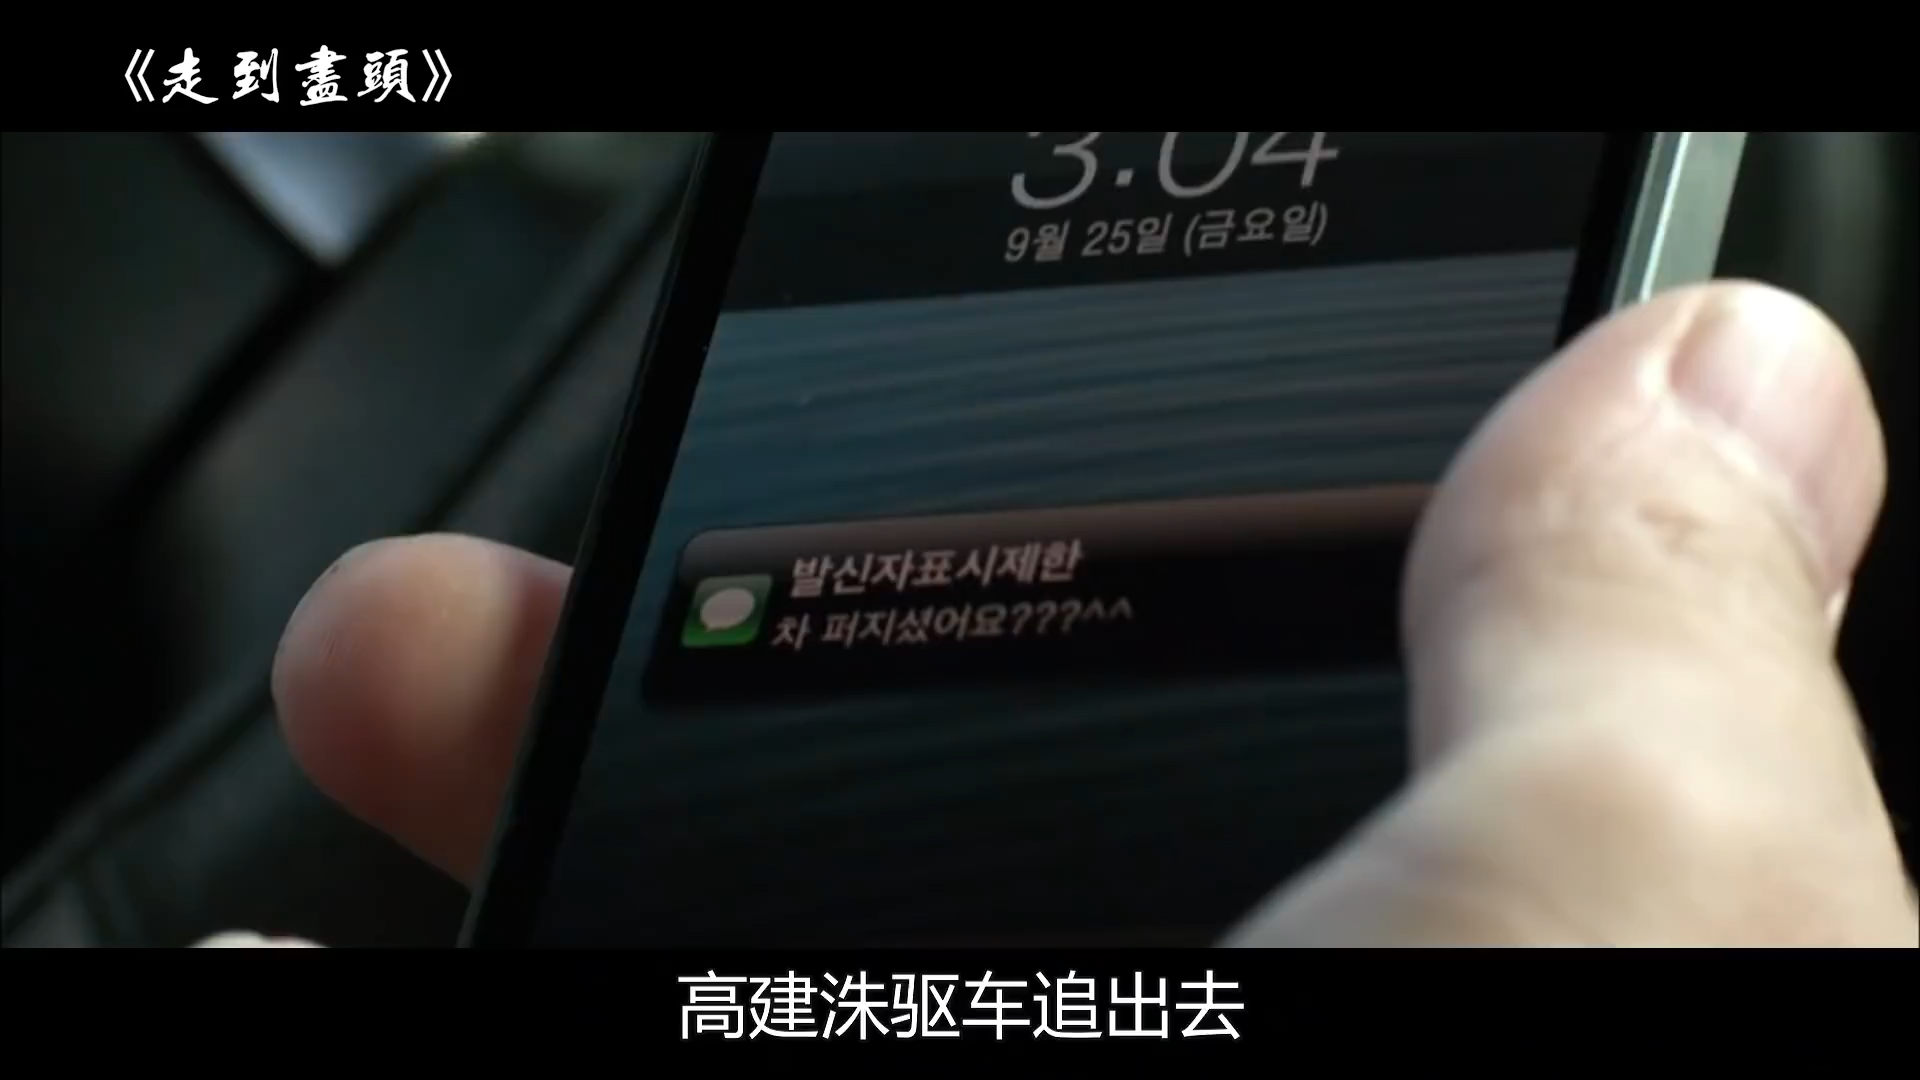 《走到盡頭》
3:04
9월 25일 (금요일)
발신자표시제한
차 퍼지셨어요???^^
高建洙驱车追出去